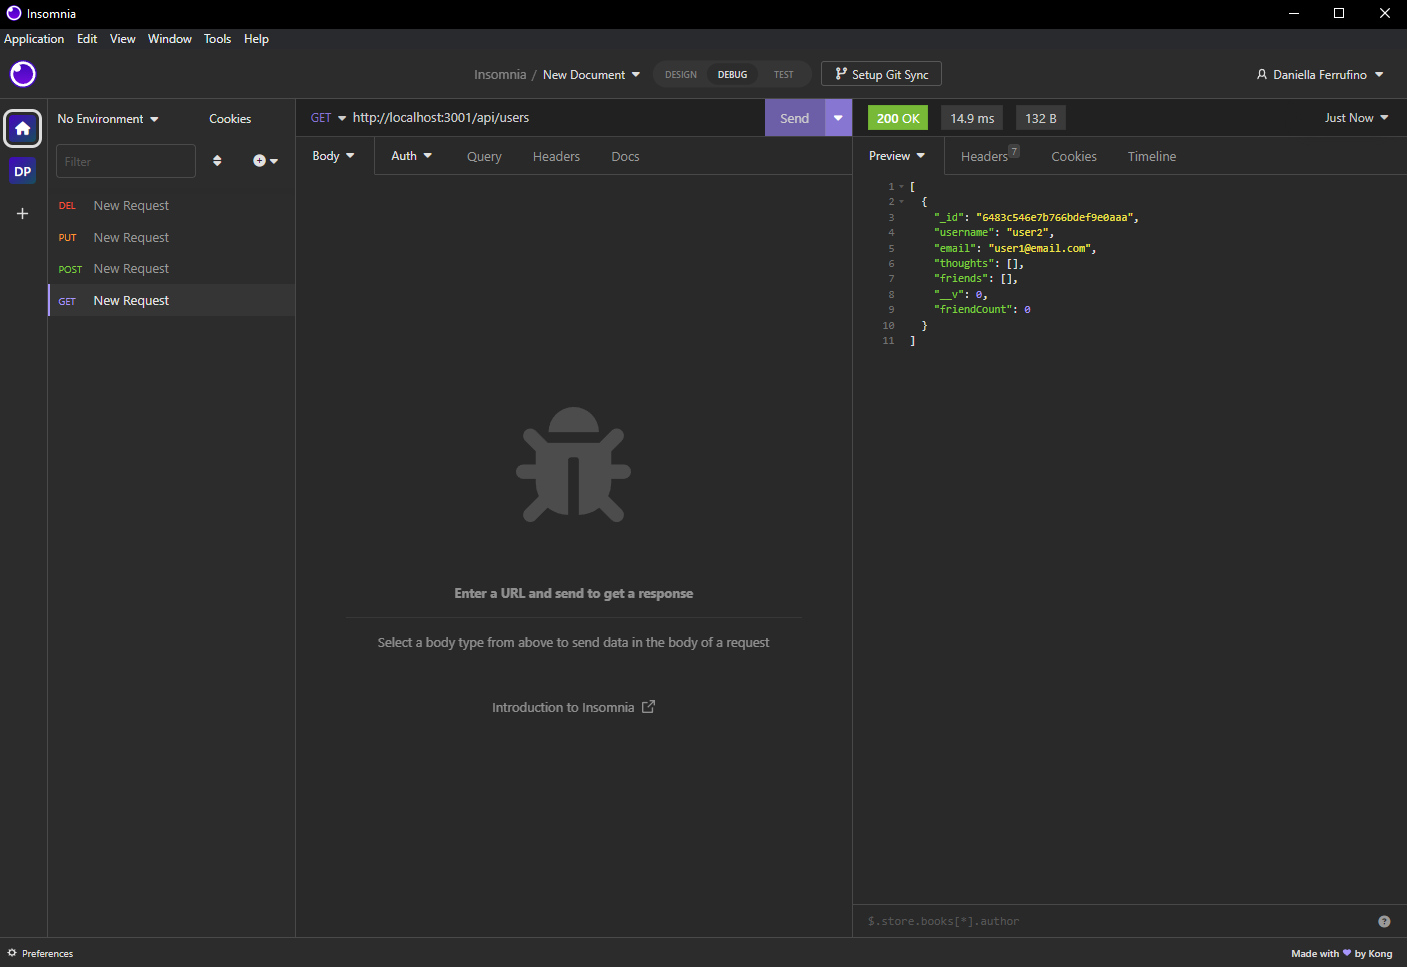 Insomnia
Application Edit View Window Tools Help
Insomnia / New Document DESIGN DEBUG TEST Setup Git Sync Daniella Ferrufino
No Environment Cookies
Filter
DP
DEL New Request
PUT New Request
POST New Request
GET New Request
GET http://localhost:3001/api/users Send
Body Auth Query Headers Docs
Enter a URL and send to get a response
Select a body type from above to send data in the body of a request
Introduction to Insomnia
200 OK 14.9 ms 132 B Just Now
Preview Headers 7 Cookies Timeline
1 [
2 {
3 "_id": "6483c546e7b766bdef9e0aaa",
4 "username": "user2",
5 "email": "user1@email.com",
6 "thoughts": [],
7 "friends": [],
8 "__v": 0,
9 "friendCount": 0
10 }
11 ]
$.store.books[*].author
Preferences
Made with ♥ by Kong